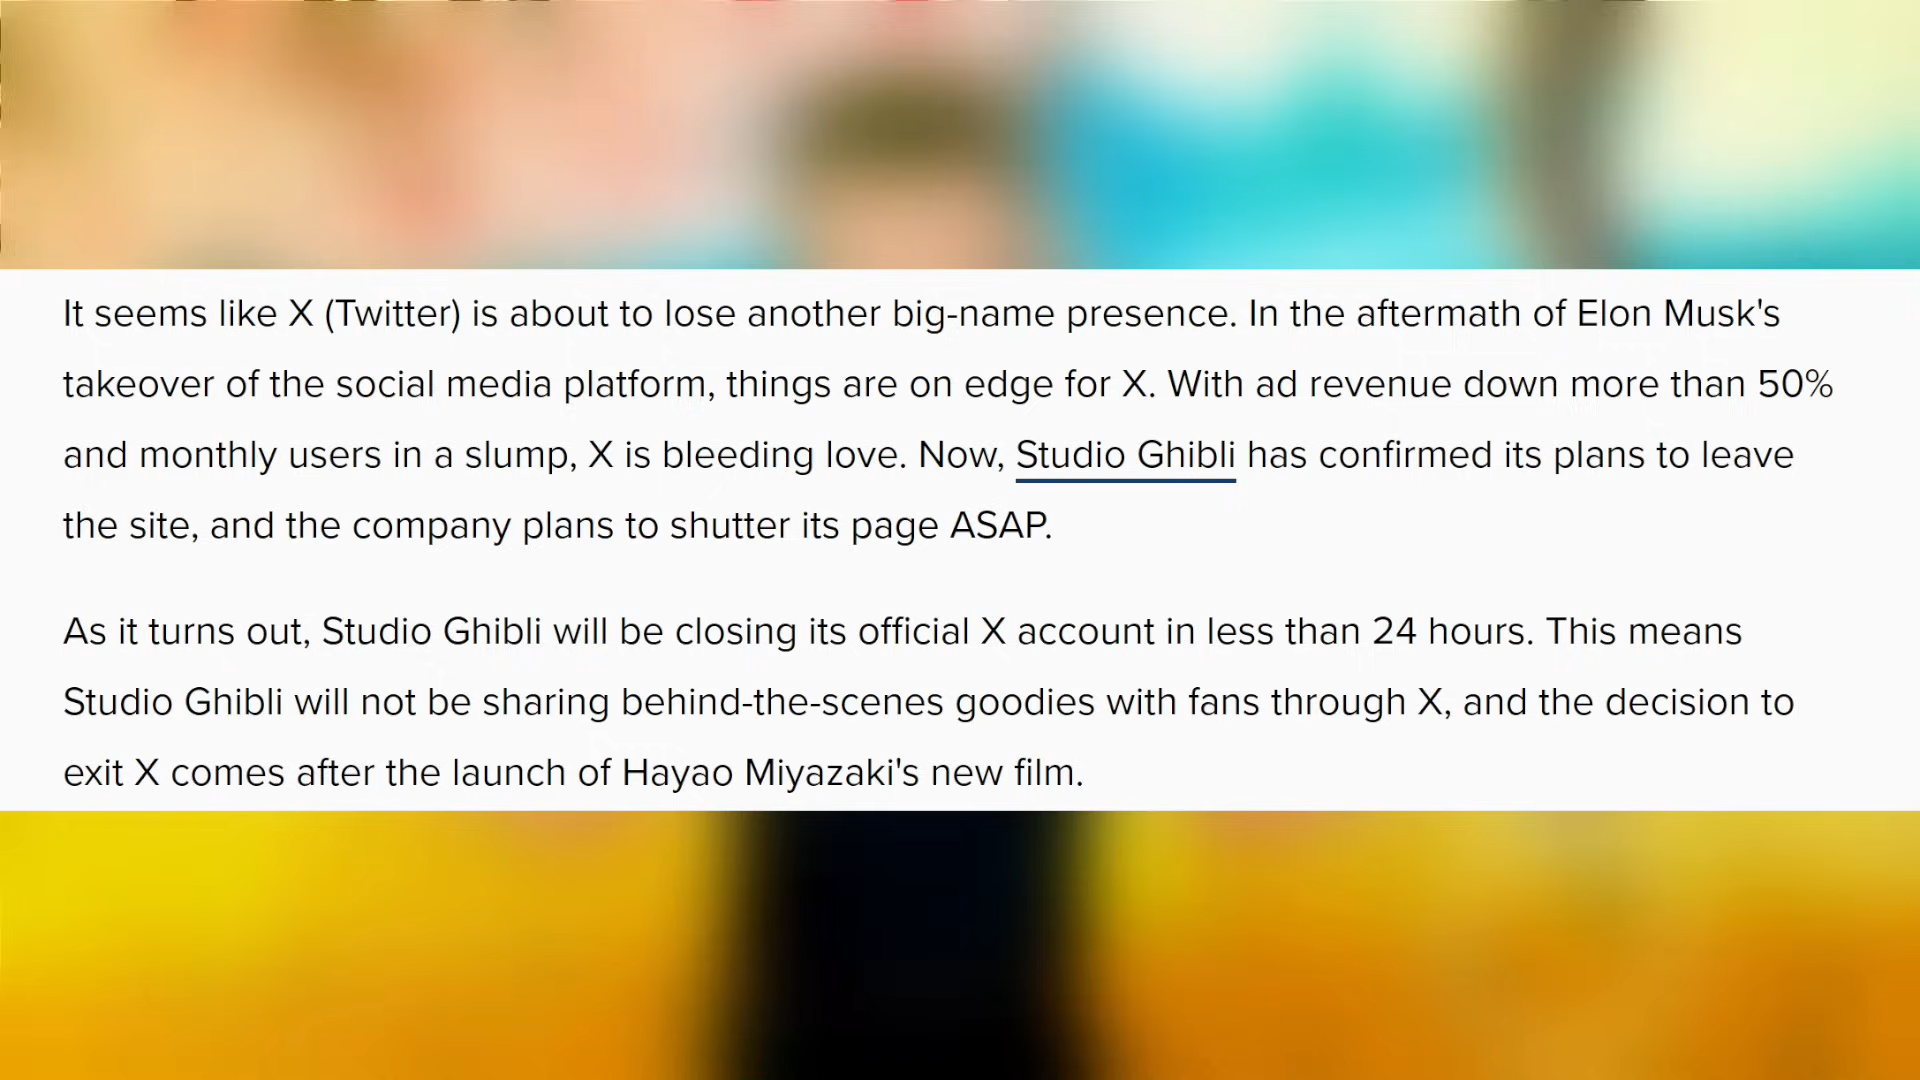 It seems like X (Twitter) is about to lose another big-name presence. In the aftermath of Elon Musk's
takeover of the social media platform, things are on edge for X. With ad revenue down more than 50%
and monthly users in a slump, X is bleeding love. Now, Studio Ghibli has confirmed its plans to leave
the site, and the company plans to shutter its page ASAP.
As it turns out, Studio Ghibli will be closing its official X account in less than 24 hours. This means
Studio Ghibli will not be sharing behind-the-scenes goodies with fans through X, and the decision to
exit X comes after the launch of Hayao Miyazaki's new film.